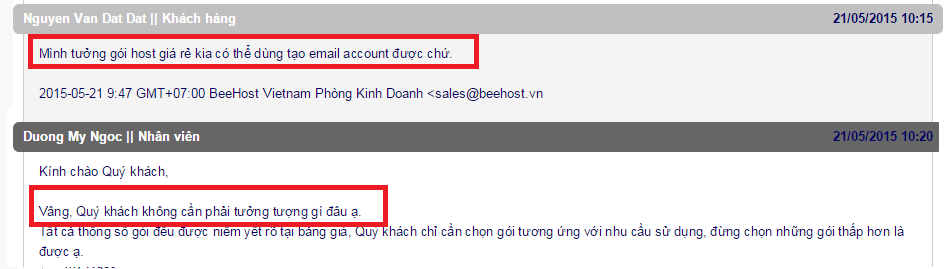 Nguyen Van Dat Dat || Khách hàng 21/05/2015 10:15
Mình tưởng gói host giá rẻ kia có thể dùng tạo email account được chứ.
2015-05-21 9:47 GMT+07:00 BeeHost Vietnam Phòng Kinh Doanh <sales@beehost.vn
Duong My Ngoc || Nhân viên 21/05/2015 10:20
Kính chào Quý khách,
Vâng, Quý khách không cần phải tưởng tượng gì đâu ạ.
Tất cả thông số gói đều được niêm yết rõ tại bảng giá, Quý khách chỉ cần chọn gói tương ứng với nhu cầu sử dụng, đừng chọn những gói thấp hơn là
được ạ.